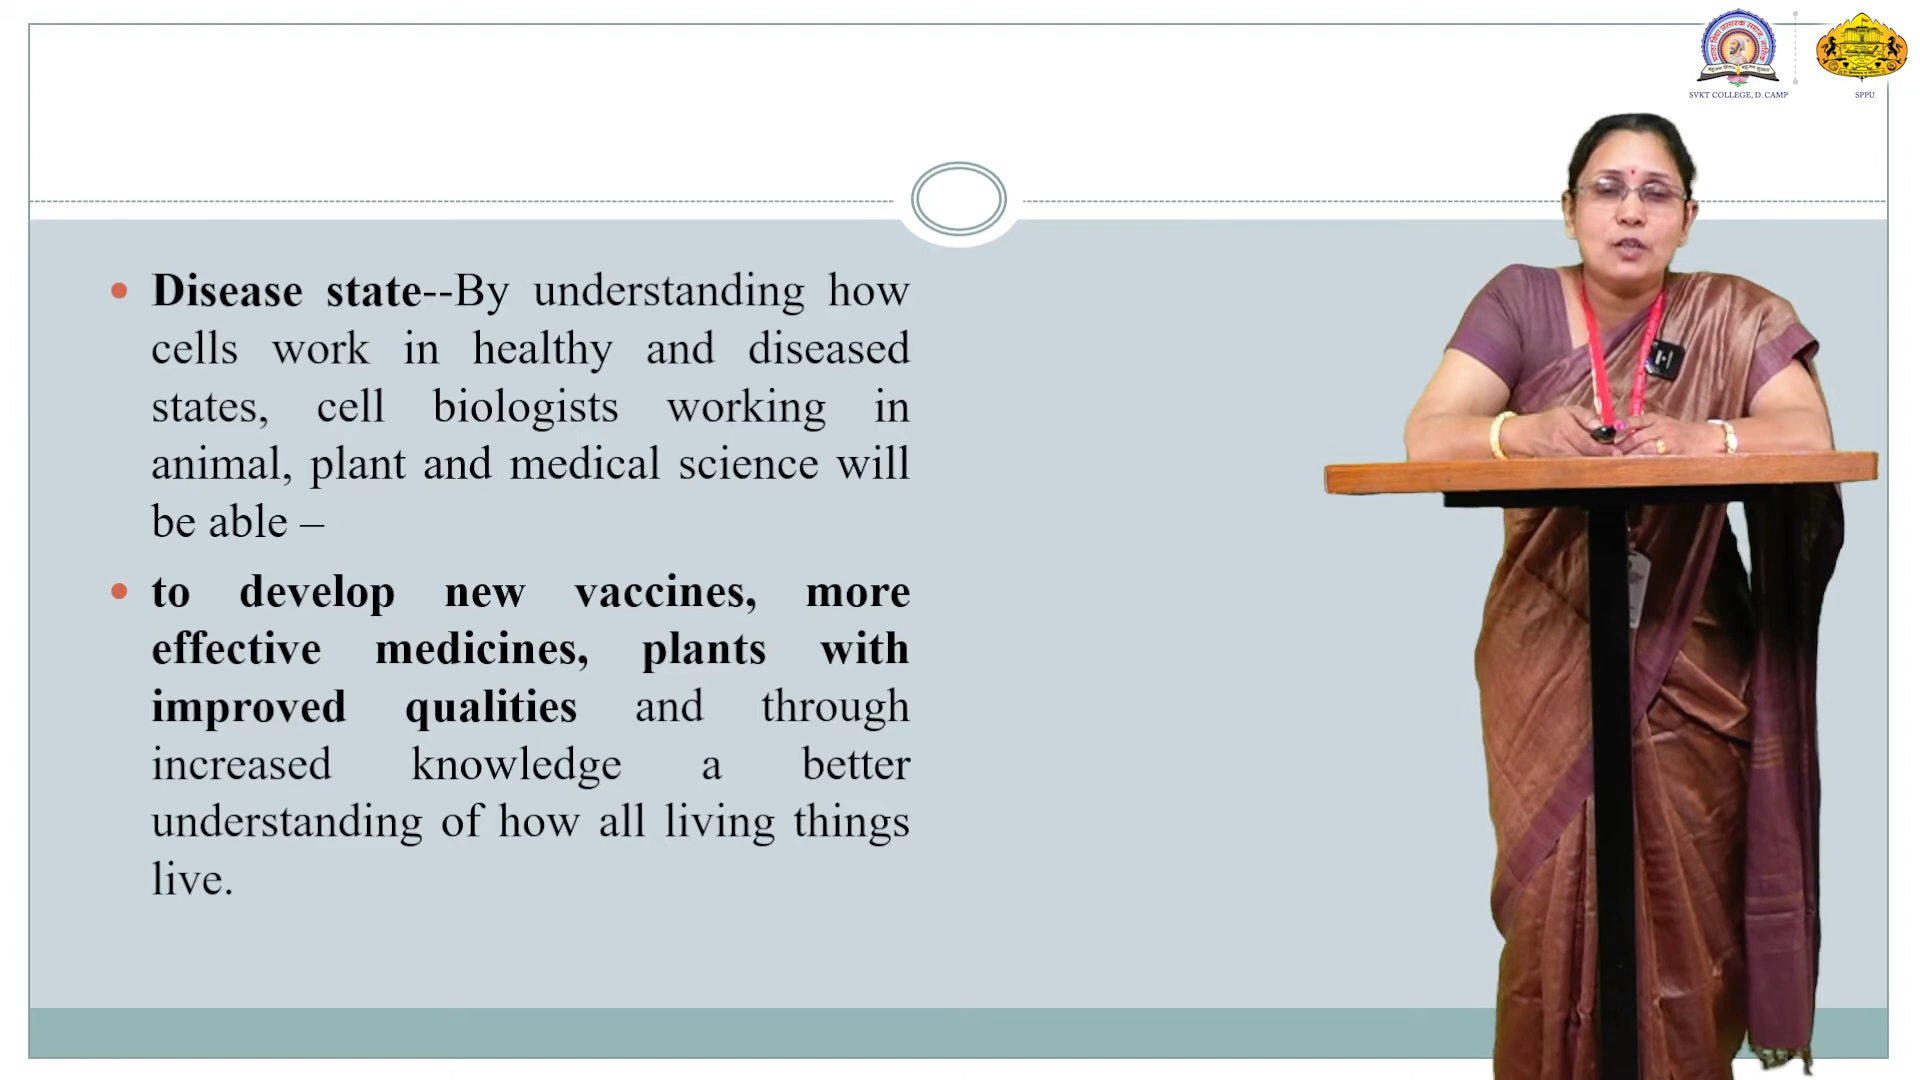 SVKT COLLEGE, D. CAMP
SPPU
Disease state--By understanding how
cells work in healthy and diseased
states, cell biologists working in
animal, plant and medical science will
be able –
to develop new vaccines, more
effective medicines, plants with
improved qualities and through
increased knowledge a better
understanding of how all living things
live.